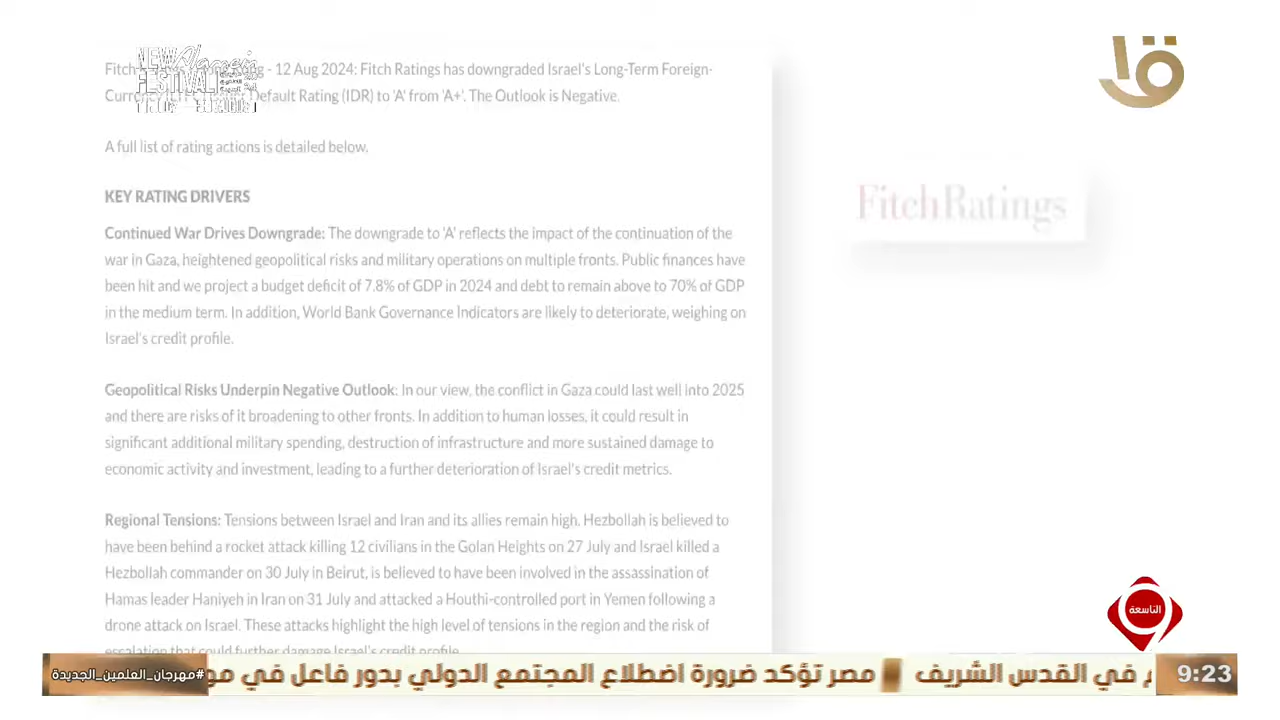 NEW Alamein
FESTIVAL
Fitch - 12 Aug 2024: Fitch Ratings has downgraded Israel's Long-Term Foreign-
Default Rating (IDR) to 'A' from 'A+'. The Outlook is Negative.
A full list of rating actions is detailed below.
KEY RATING DRIVERS
Continued War Drives Downgrade: The downgrade to 'A' reflects the impact of the continuation of the
war in Gaza, heightened geopolitical risks and military operations on multiple fronts. Public finances have
been hit and we project a budget deficit of 7.8% of GDP in 2024 and debt to remain above to 70% of GDP
in the medium term. In addition, World Bank Governance Indicators are likely to deteriorate, weighing on
Israel's credit profile.
Geopolitical Risks Underpin Negative Outlook: In our view, the conflict in Gaza could last well into 2025
and there are risks of it broadening to other fronts. In addition to human losses, it could result in
significant additional military spending, destruction of infrastructure and more sustained damage to
economic activity and investment, leading to a further deterioration of Israel's credit metrics.
Regional Tensions: Tensions between Israel and Iran and its allies remain high. Hezbollah is believed to
have been behind a rocket attack killing 12 civilians in the Golan Heights on 27 July and Israel killed a
Hezbollah commander on 30 July in Beirut, is believed to have been involved in the assassination of
Hamas leader Haniyeh in Iran on 31 July and attacked a Houthi-controlled port in Yemen following a
drone attack on Israel. These attacks highlight the high level of tensions in the region and the risk of
escalation that could further damage Israel's credit profile.
FitchRatings
التاسعة
في القدس الشريف
مصر تؤكد ضرورة اضطلاع المجتمع الدولي بدور فاعل في
#مهرجان_العلمين_الجديدة
9:23